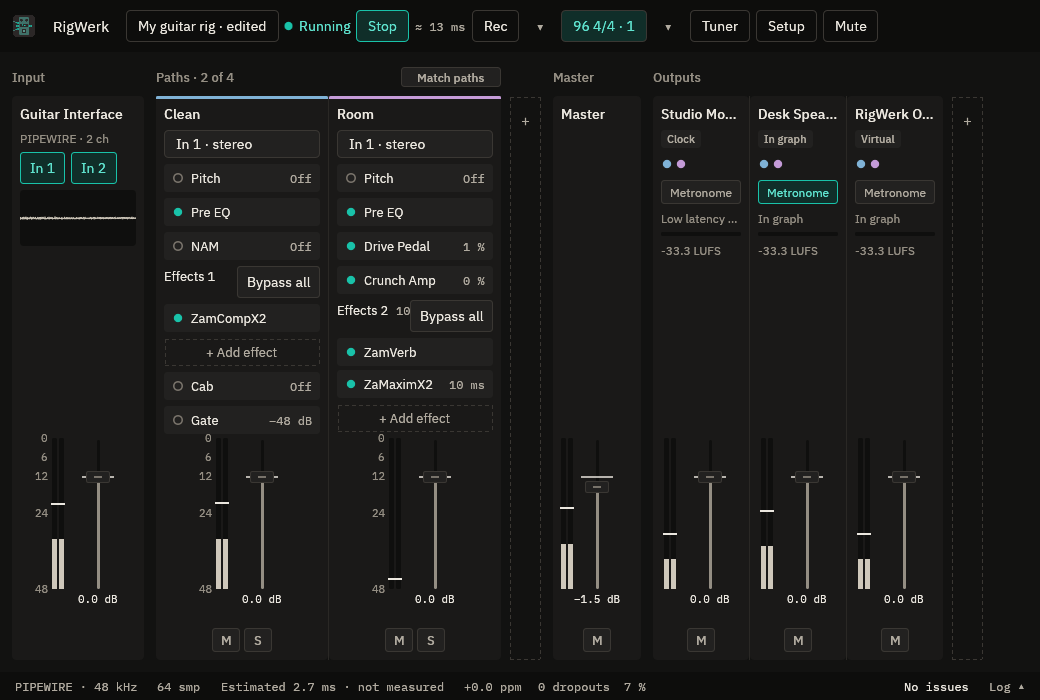 RigWerk My guitar rig · edited Running Stop ≈ 13 ms Rec ▾ 96 4/4 · 1 ▾ Tuner Setup Mute
Input Paths · 2 of 4 Match paths Master Outputs
Guitar Interface
PIPEWIRE · 2 ch
In 1 In 2
Clean
In 1 · stereo
Pitch Off
Pre EQ
NAM Off
Effects 1 Bypass all
ZamCompX2
+ Add effect
Cab Off
Gate −48 dB
Room
In 1 · stereo
Pitch Off
Pre EQ
Drive Pedal 1 %
Crunch Amp 0 %
Effects 2 10 Bypass all
ZamVerb
ZaMaximX2 10 ms
+ Add effect
+
Master
Studio Mo…
Clock
Metronome
Low latency …
-33.3 LUFS
Desk Spea…
In graph
Metronome
In graph
-33.3 LUFS
RigWerk O…
Virtual
Metronome
In graph
-33.3 LUFS
+
0 0 0
6 6 6
12 12 12
24 24 24
48 48 48
0.0 dB 0.0 dB 0.0 dB −1.5 dB 0.0 dB 0.0 dB 0.0 dB
M S M S M M M M
PIPEWIRE · 48 kHz 64 smp Estimated 2.7 ms · not measured +0.0 ppm 0 dropouts 7 % No issues Log ▴